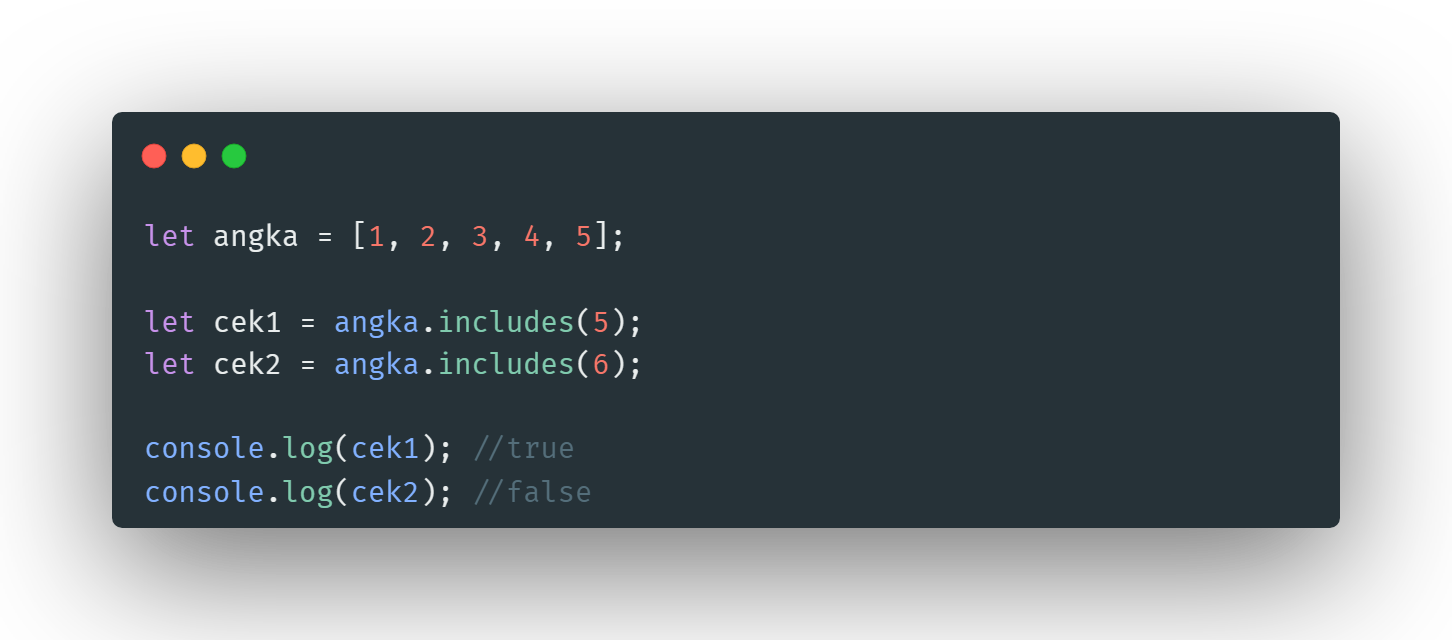 let angka = [1, 2, 3, 4, 5];
let cek1 = angka.includes(5);
let cek2 = angka.includes(6);
console.log(cek1); //true
console.log(cek2); //false